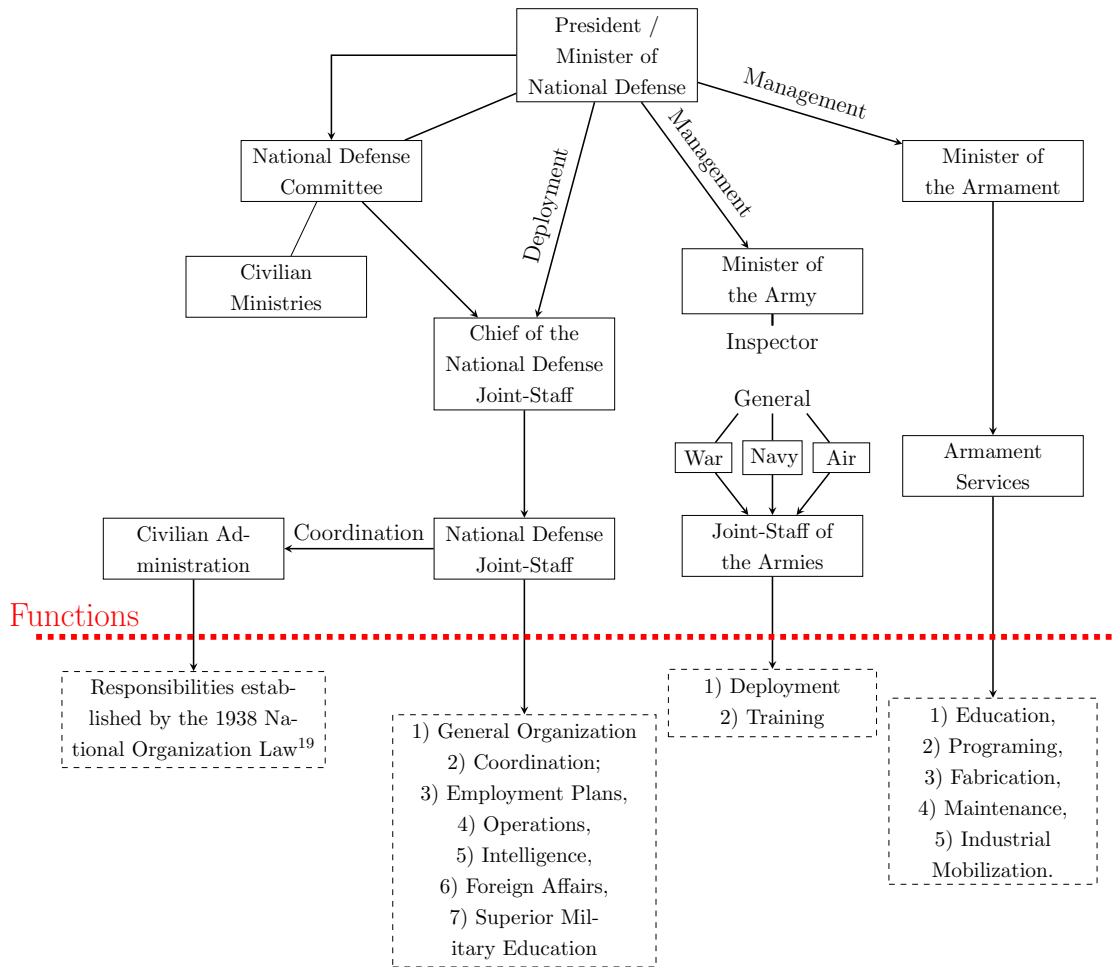 President /
Minister of
National Defense
Management
Management
Deployment
National Defense
Committee
Minister of
the Armament
Civilian
Ministries
Minister of
the Army
Inspector
Chief of the
National Defense
Joint-Staff
General
War
Navy
Air
Armament
Services
Civilian Ad-
ministration
Coordination
National Defense
Joint-Staff
Joint-Staff of
the Armies
Functions
Responsibilities estab-
lished by the 1938 Na-
tional Organization Law19
1) General Organization
2) Coordination;
3) Employment Plans,
4) Operations,
5) Intelligence,
6) Foreign Affairs,
7) Superior Mil-
itary Education
1) Deployment
2) Training
1) Education,
2) Programing,
3) Fabrication,
4) Maintenance,
5) Industrial
Mobilization.